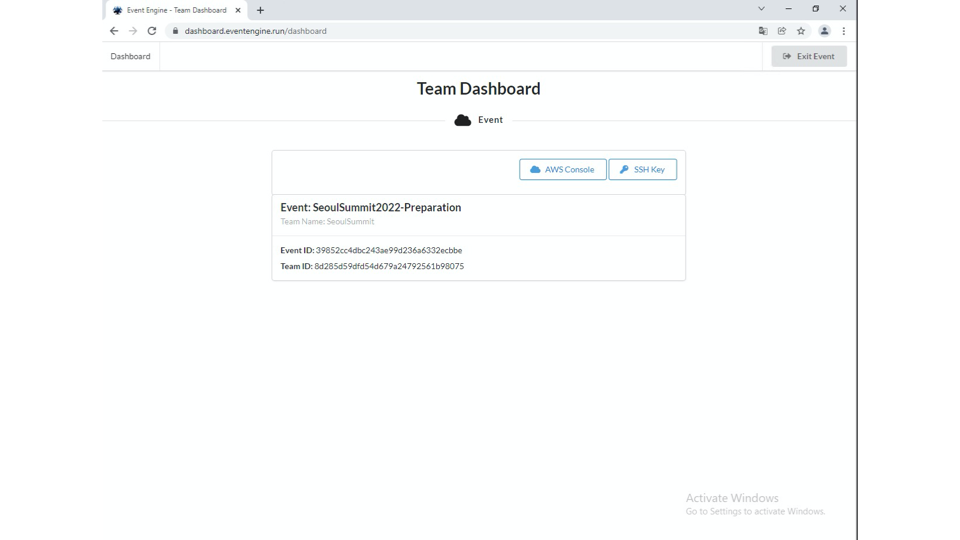 Event Engine - Team Dashboard
dashboard.eventengine.run/dashboard
Dashboard
Exit Event
Team Dashboard
Event
AWS Console
SSH Key
Event: SeoulSummit2022-Preparation
Team Name: SeoulSummit
Event ID: 39852cc4dbc243ae99d236a6332ecbbe
Team ID: 8d285d59dfd54d679a24792561b98075
Activate Windows
Go to Settings to activate Windows.